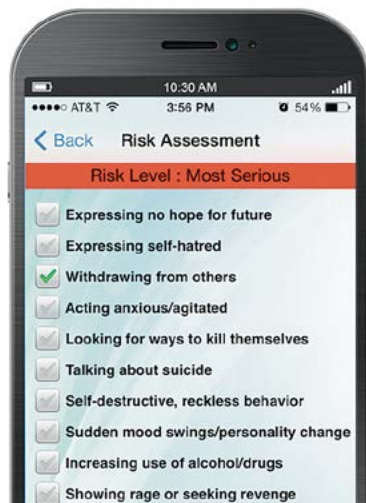 10:30 AM
AT&T 3:56 PM 54%
Back Risk Assessment
Risk Level : Most Serious
Expressing no hope for future
Expressing self-hatred
Withdrawing from others
Acting anxious/agitated
Looking for ways to kill themselves
Talking about suicide
Self-destructive, reckless behavior
Sudden mood swings/personality change
Increasing use of alcohol/drugs
Showing rage or seeking revenge